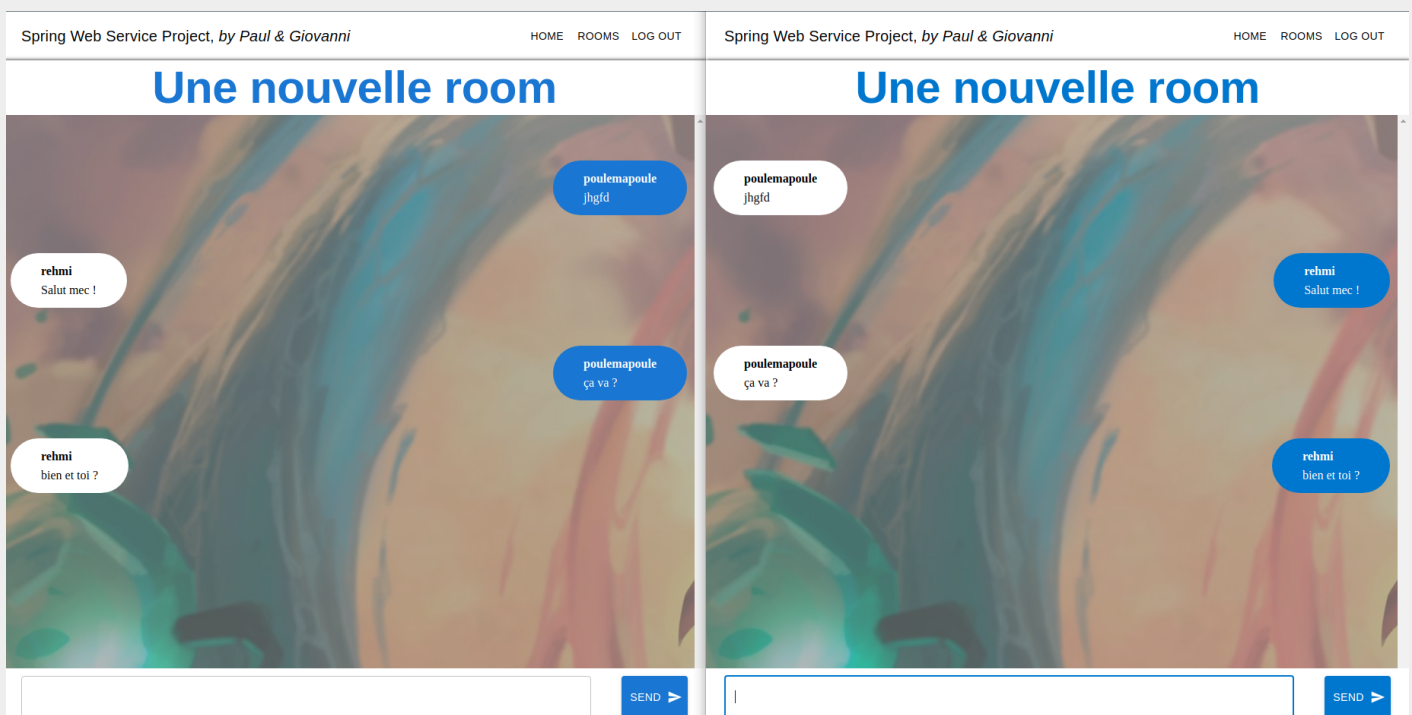 Spring Web Service Project, by Paul & Giovanni HOME ROOMS LOG OUT
Une nouvelle room
poulemapoule
jhgfd
rehmi
Salut mec !
poulemapoule
ça va ?
rehmi
bien et toi ?
SEND
Spring Web Service Project, by Paul & Giovanni HOME ROOMS LOG OUT
Une nouvelle room
poulemapoule
jhgfd
rehmi
Salut mec !
poulemapoule
ça va ?
rehmi
bien et toi ?
SEND